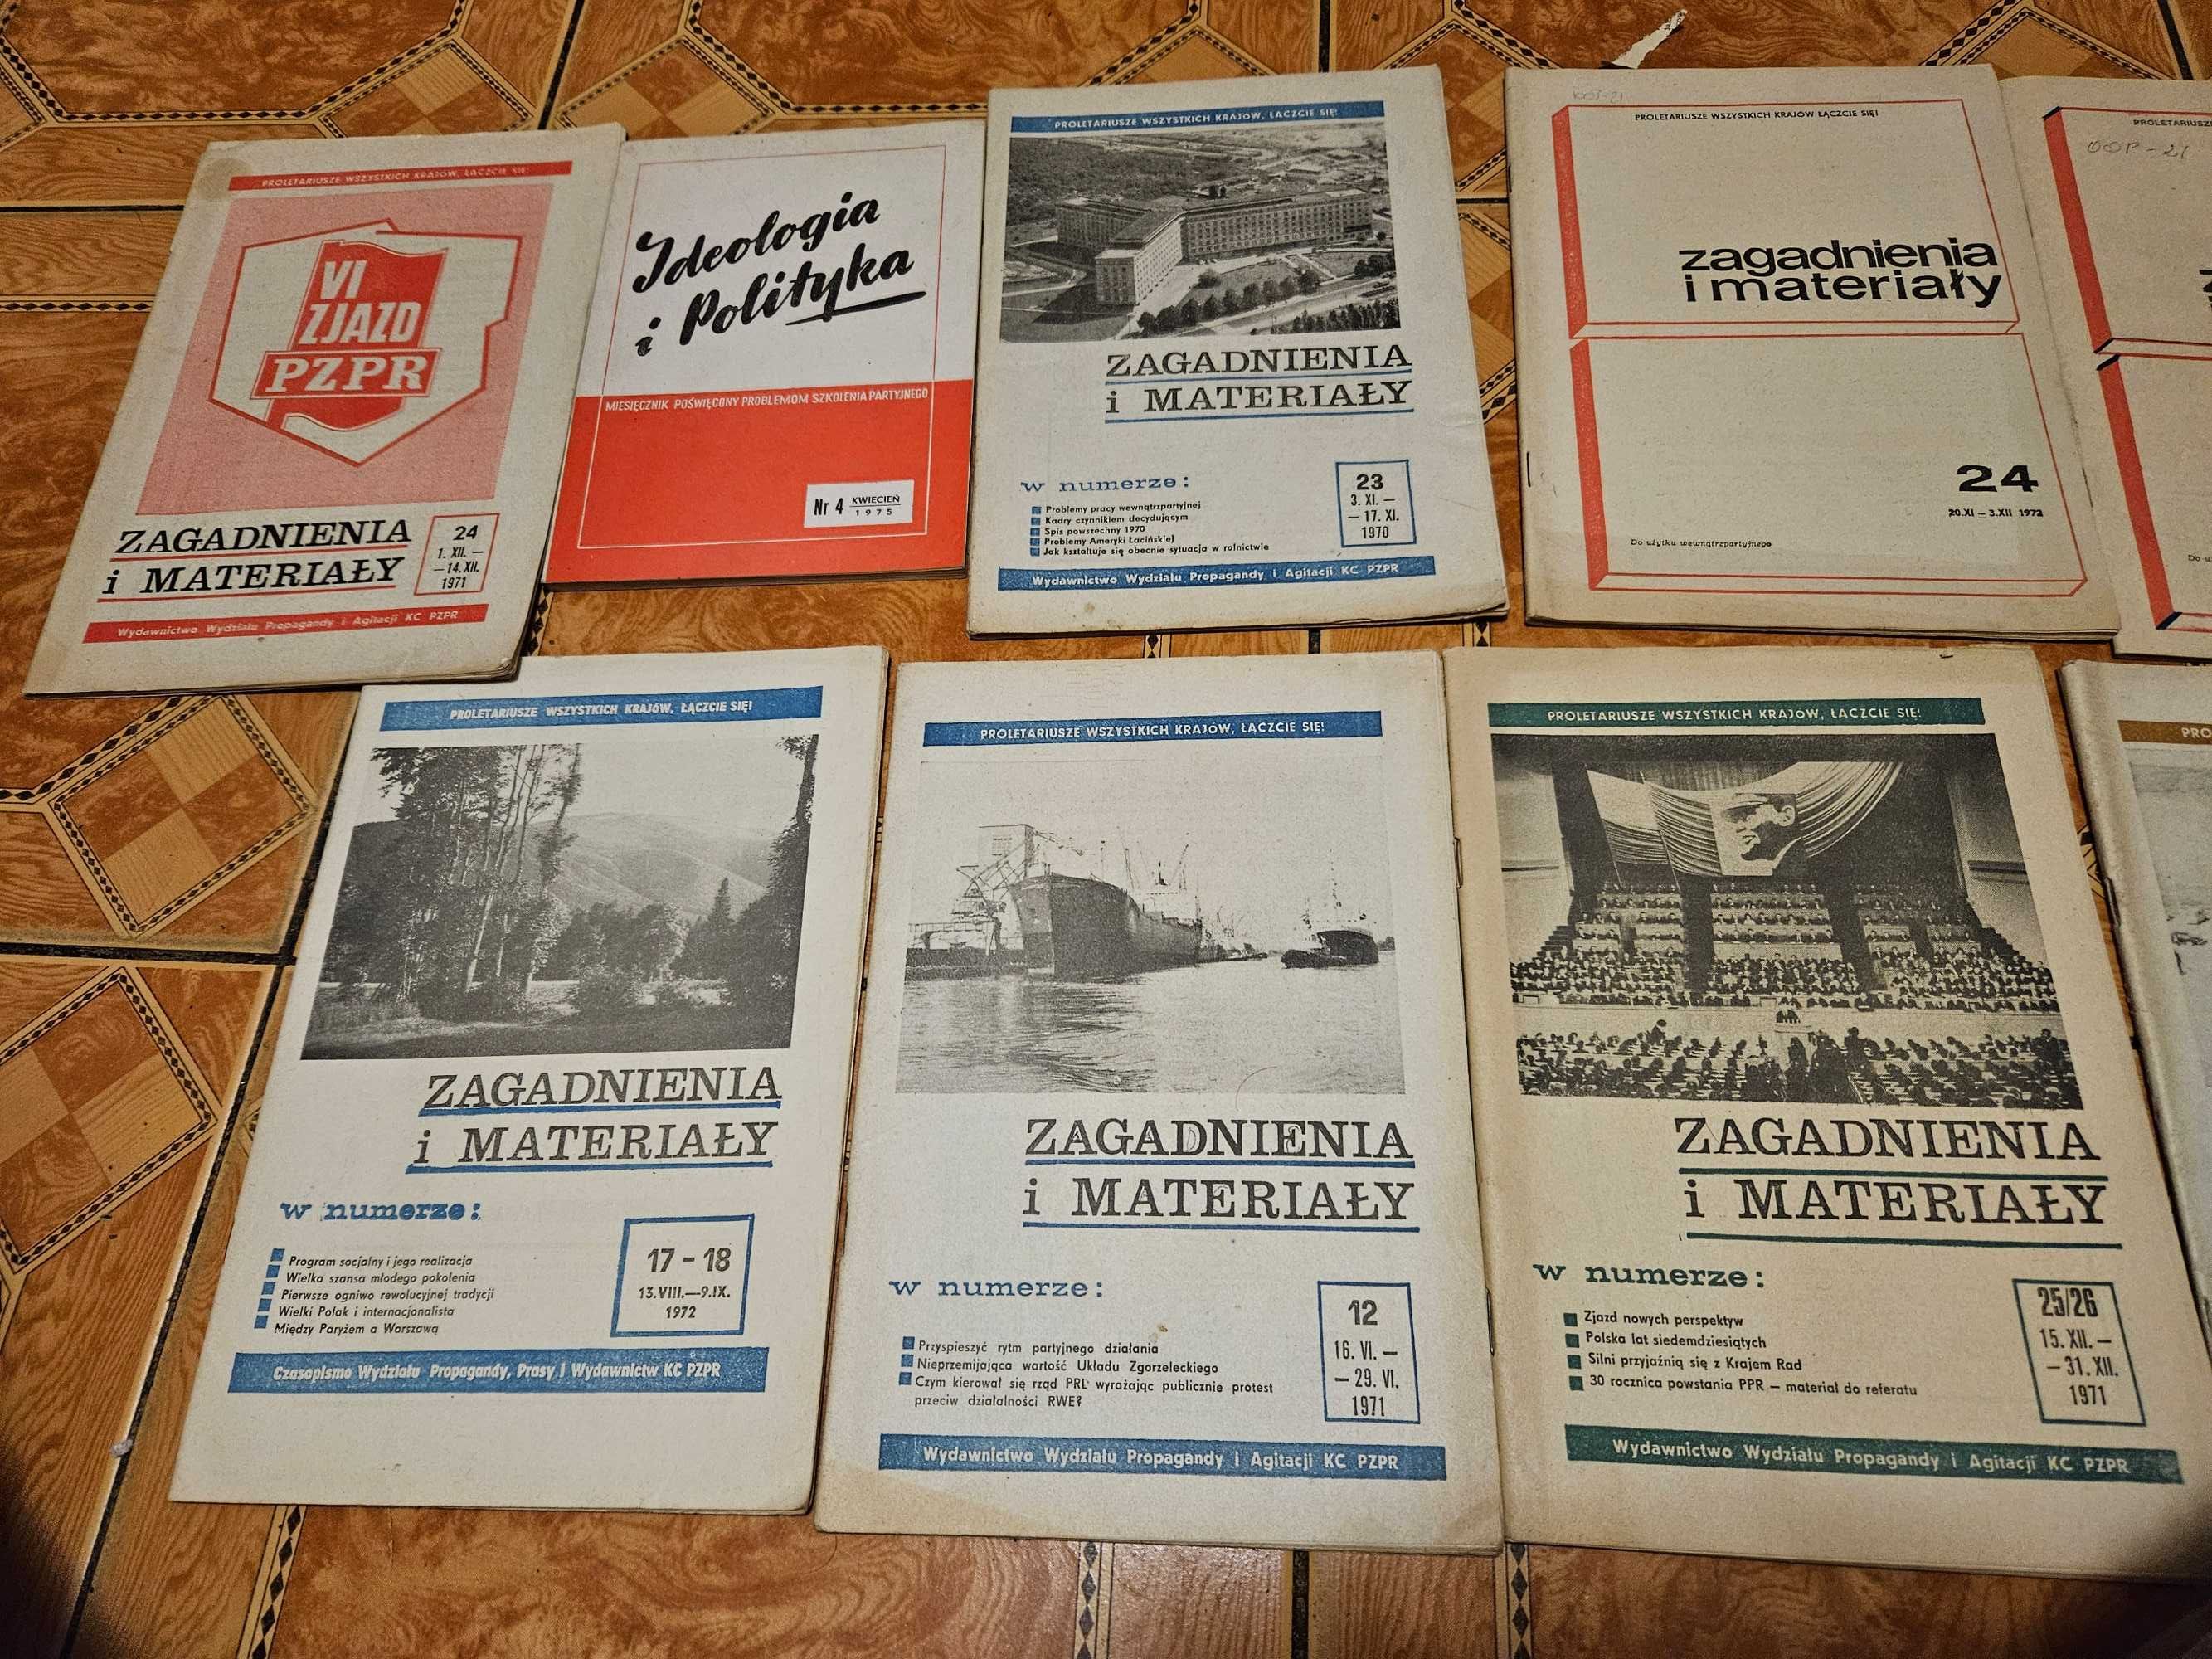 PROLETARIUSZE WSZYSTKICH KRAJÓW, ŁĄCZCIE SIĘ!
VI
ZJAZD
PZPR
ZAGADNIENIA
i MATERIAŁY
24
1. XII. —
—14. XII.
1971
Wydawnictwo Wydziału Propagandy i Agitacji KC PZPR
Ideologia
i Polityka
MIESIĘCZNIK POŚWIĘCONY PROBLEMOM SZKOLENIA PARTYJNEGO
Nr 4 KWIECIEŃ
1975
PROLETARIUSZE WSZYSTKICH KRAJÓW, ŁĄCZCIE SIĘ!
ZAGADNIENIA
i MATERIAŁY
w numerze:
Problemy pracy wewnątrzpartyjnej
Kadry czynnikiem decydującym
Spis powszechny 1970
Problemy Ameryki Łacińskiej
Jak kształtuje się obecnie sytuacja w rolnictwie
23
3. XI. —
— 17. XI.
1970
Wydawnictwo Wydziału Propagandy i Agitacji KC PZPR
PROLETARIUSZE WSZYSTKICH KRAJÓW ŁĄCZCIE SIĘ!
zagadnienia
i materiały
24
20.XI — 3.XII 1972
Do użytku wewnątrzpartyjnego
PROLETARIUSZ
OOP-21
Do u
PROLETARIUSZE WSZYSTKICH KRAJÓW, ŁĄCZCIE SIĘ!
ZAGADNIENIA
i MATERIAŁY
w numerze:
Program socjalny i jego realizacja
Wielka szansa młodego pokolenia
Pierwsze ogniwo rewolucyjnej tradycji
Wielki Polak i internacjonalista
Między Paryżem a Warszawą
17 - 18
13.VIII.—9.IX.
1972
Czasopismo Wydziału Propagandy, Prasy i Wydawnictw KC PZPR
PROLETARIUSZE WSZYSTKICH KRAJÓW, ŁĄCZCIE SIĘ!
ZAGADNIENIA
i MATERIAŁY
w numerze:
Przyspieszyć rytm partyjnego działania
Nieprzemijająca wartość Układu Zgorzeleckiego
Czym kierował się rząd PRL wyrażając publicznie protest
przeciw działalności RWE?
12
16. VI. —
— 29. VI.
1971
Wydawnictwo Wydziału Propagandy i Agitacji KC PZPR
PROLETARIUSZE WSZYSTKICH KRAJÓW, ŁĄCZCIE SIĘ!
ZAGADNIENIA
i MATERIAŁY
w numerze:
Zjazd nowych perspektyw
Polska lat siedemdziesiątych
Silni przyjaźnią się z Krajem Rad
30 rocznica powstania PPR — materiał do referatu
25/26
15. XII. —
— 31. XII.
1971
Wydawnictwo Wydziału Propagandy i Agitacji KC PZPR
PRO